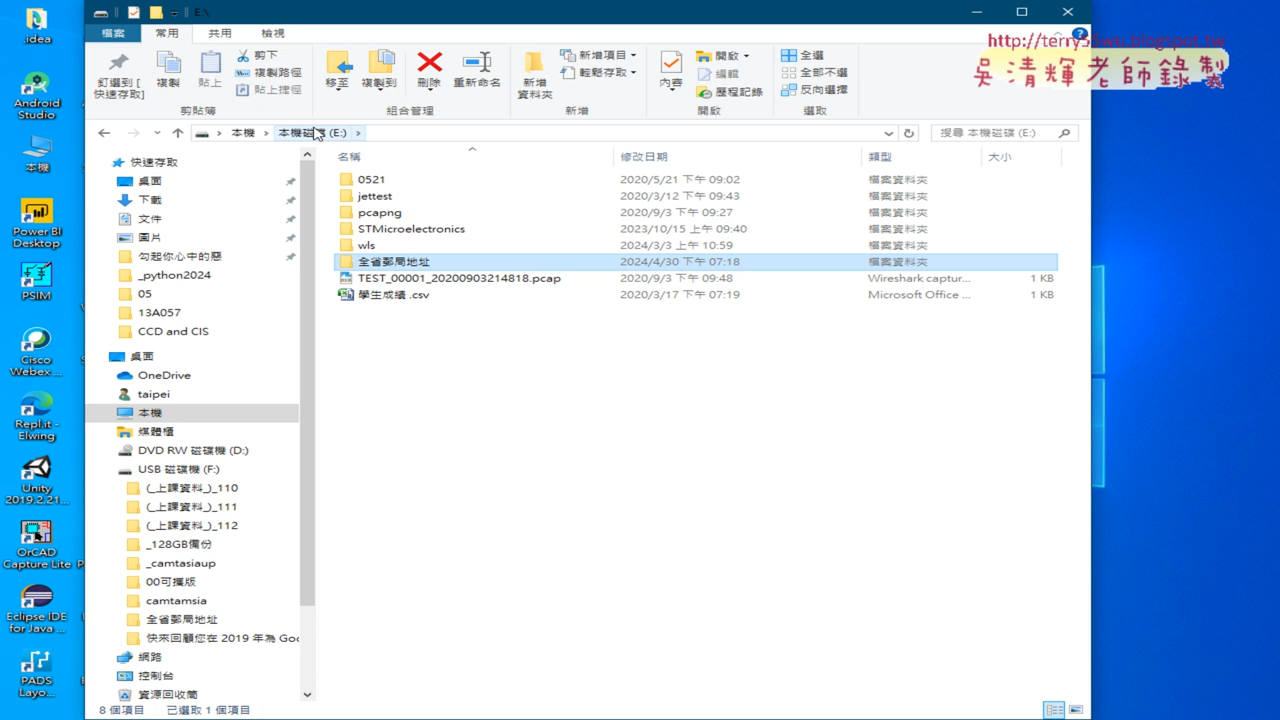 .idea
Android
Studio
本機
Power BI
Desktop
PSIM
Cisco
Webex ...
Repl.it -
Elwing
Unity
2019.2.21...
OrCAD
Capture Lite
Eclipse IDE
for Java ...
PADS
Layo...
E:\
檔案
常用
共用
檢視
http://terry55wu.blogspot.tw
吳清輝老師錄製
釘選到 [
快速存取]
複製
貼上
剪下
複製路徑
貼上捷徑
剪貼簿
移至
複製到
刪除
重新命名
組合管理
新增
資料夾
新增項目
輕鬆存取
新增
內容
開啟
編輯
歷程記錄
開啟
全選
全部不選
反向選擇
選取
本機
本機磁碟 (E:)
搜尋 本機磁碟 (E:)
名稱
修改日期
類型
大小
0521
2020/5/21 下午 09:02
檔案資料夾
jettest
2020/3/12 下午 09:43
檔案資料夾
pcapng
2020/9/3 下午 09:27
檔案資料夾
STMicroelectronics
2023/10/15 上午 09:40
檔案資料夾
wls
2024/3/3 上午 10:59
檔案資料夾
全省郵局地址
2024/4/30 下午 07:18
檔案資料夾
TEST_00001_20200903214818.pcap
2020/9/3 下午 09:48
Wireshark captur...
1 KB
學生成績 .csv
2020/3/17 下午 07:19
Microsoft Office ...
1 KB
快速存取
桌面
下載
文件
圖片
勾起你心中的惡
_python2024
05
13A057
CCD and CIS
桌面
OneDrive
taipei
本機
媒體櫃
DVD RW 磁碟機 (D:)
USB 磁碟機 (F:)
(_上課資料_)_110
(_上課資料_)_111
(_上課資料_)_112
_128GB備份
_camtasiaup
00可攜版
camtamsia
全省郵局地址
快來回顧您在 2019 年為 Goo
網路
控制台
資源回收筒
8 個項目
已選取 1 個項目